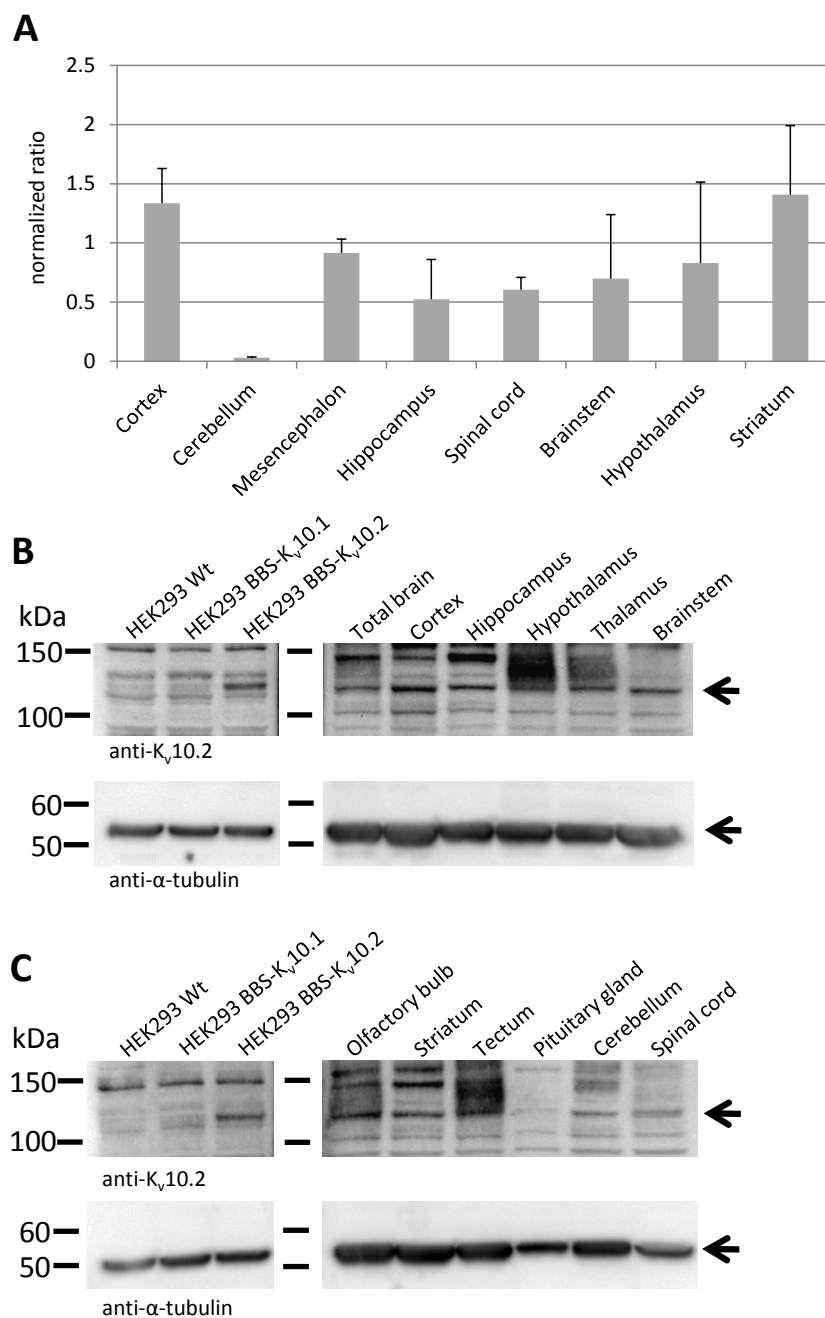 A
2.5
2
1.5
1
0.5
0
normalized ratio
Cortex
Cerebellum
Mesencephalon
Hippocampus
Spinal cord
Brainstem
Hypothalamus
Striatum
B
HEK293 Wt
HEK293 BBS-Kv10.1
HEK293 BBS-Kv10.2
Total brain
Cortex
Hippocampus
Hypothalamus
Thalamus
Brainstem
kDa
150
100
anti-Kv10.2
60
50
anti-α-tubulin
C
HEK293 Wt
HEK293 BBS-Kv10.1
HEK293 BBS-Kv10.2
Olfactory bulb
Striatum
Tectum
Pituitary gland
Cerebellum
Spinal cord
kDa
150
100
anti-Kv10.2
60
50
anti-α-tubulin